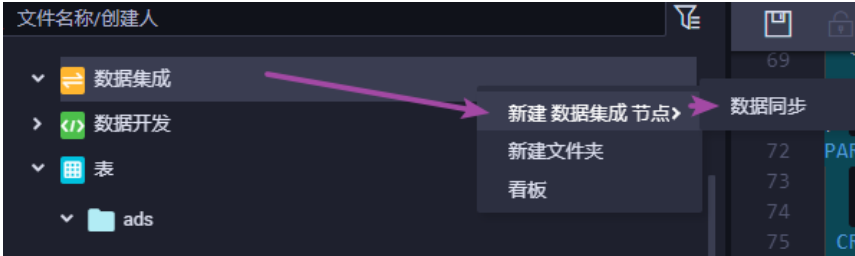 文件名称/创建人
数据集成
数据开发
表
ads
新建 数据集成 节点>
新建文件夹
看板
数据同步
69
72
PAR
73
74
75
CR